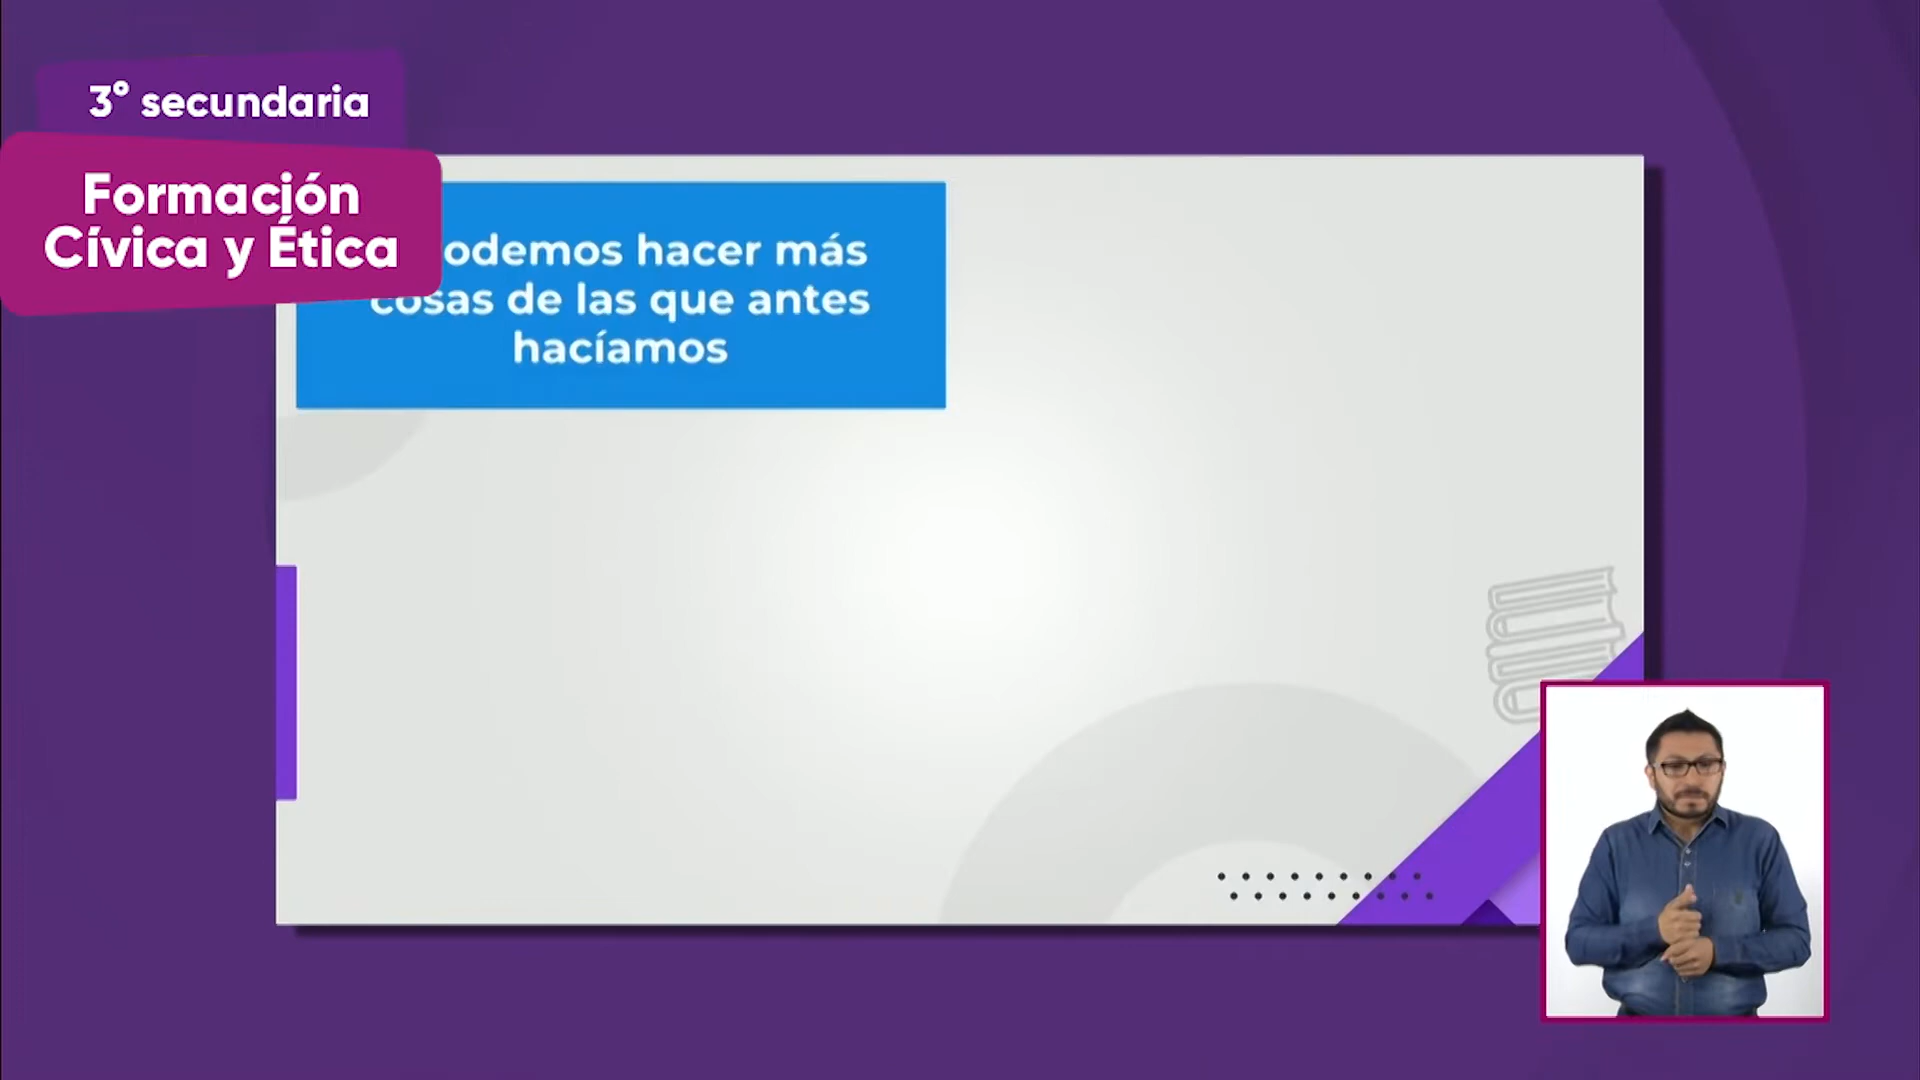 3° secundaria
Formación
Cívica y Ética
odemos hacer más
cosas de las que antes
hacíamos